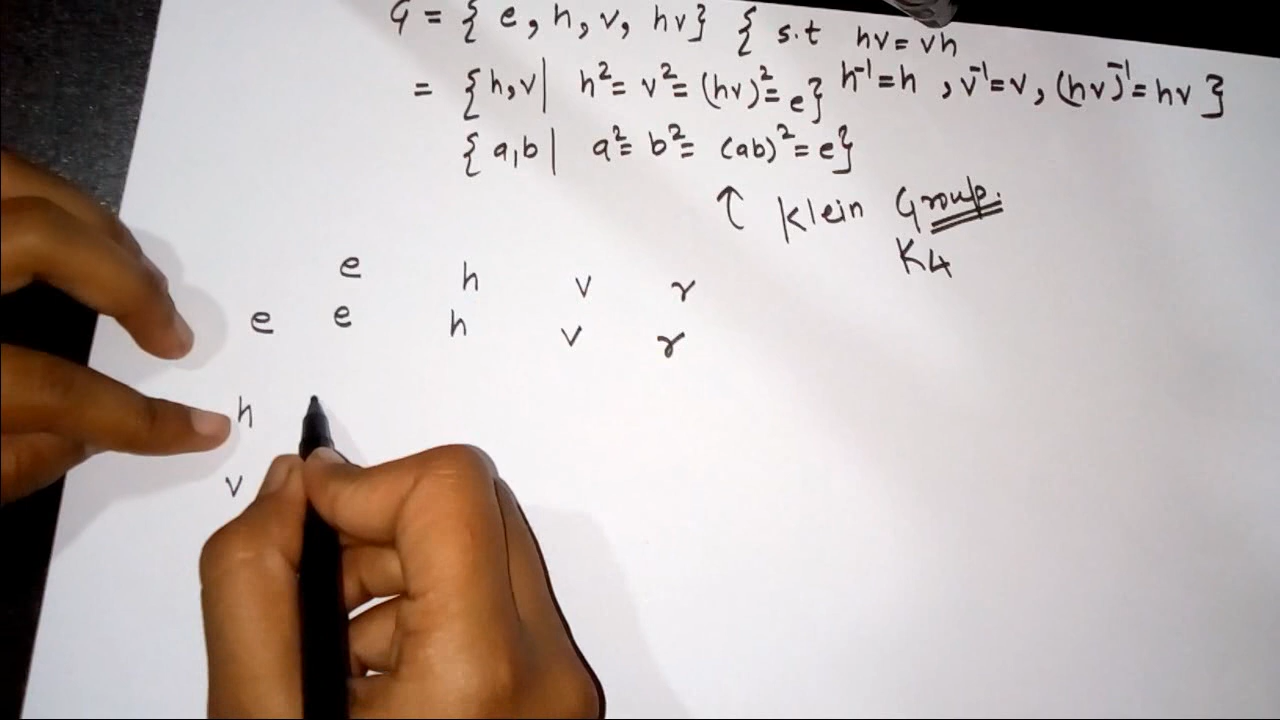 G = { e, h, v, hv } { s.t hv = vh
= { h, v | h² = v² = (hv)² = e } h⁻¹ = h , v⁻¹ = v, (hv)⁻¹ = hv }
{ a, b | a² = b² = (ab)² = e }
↑ Klein Group.
K4
e h v r
e e h v r
h
v